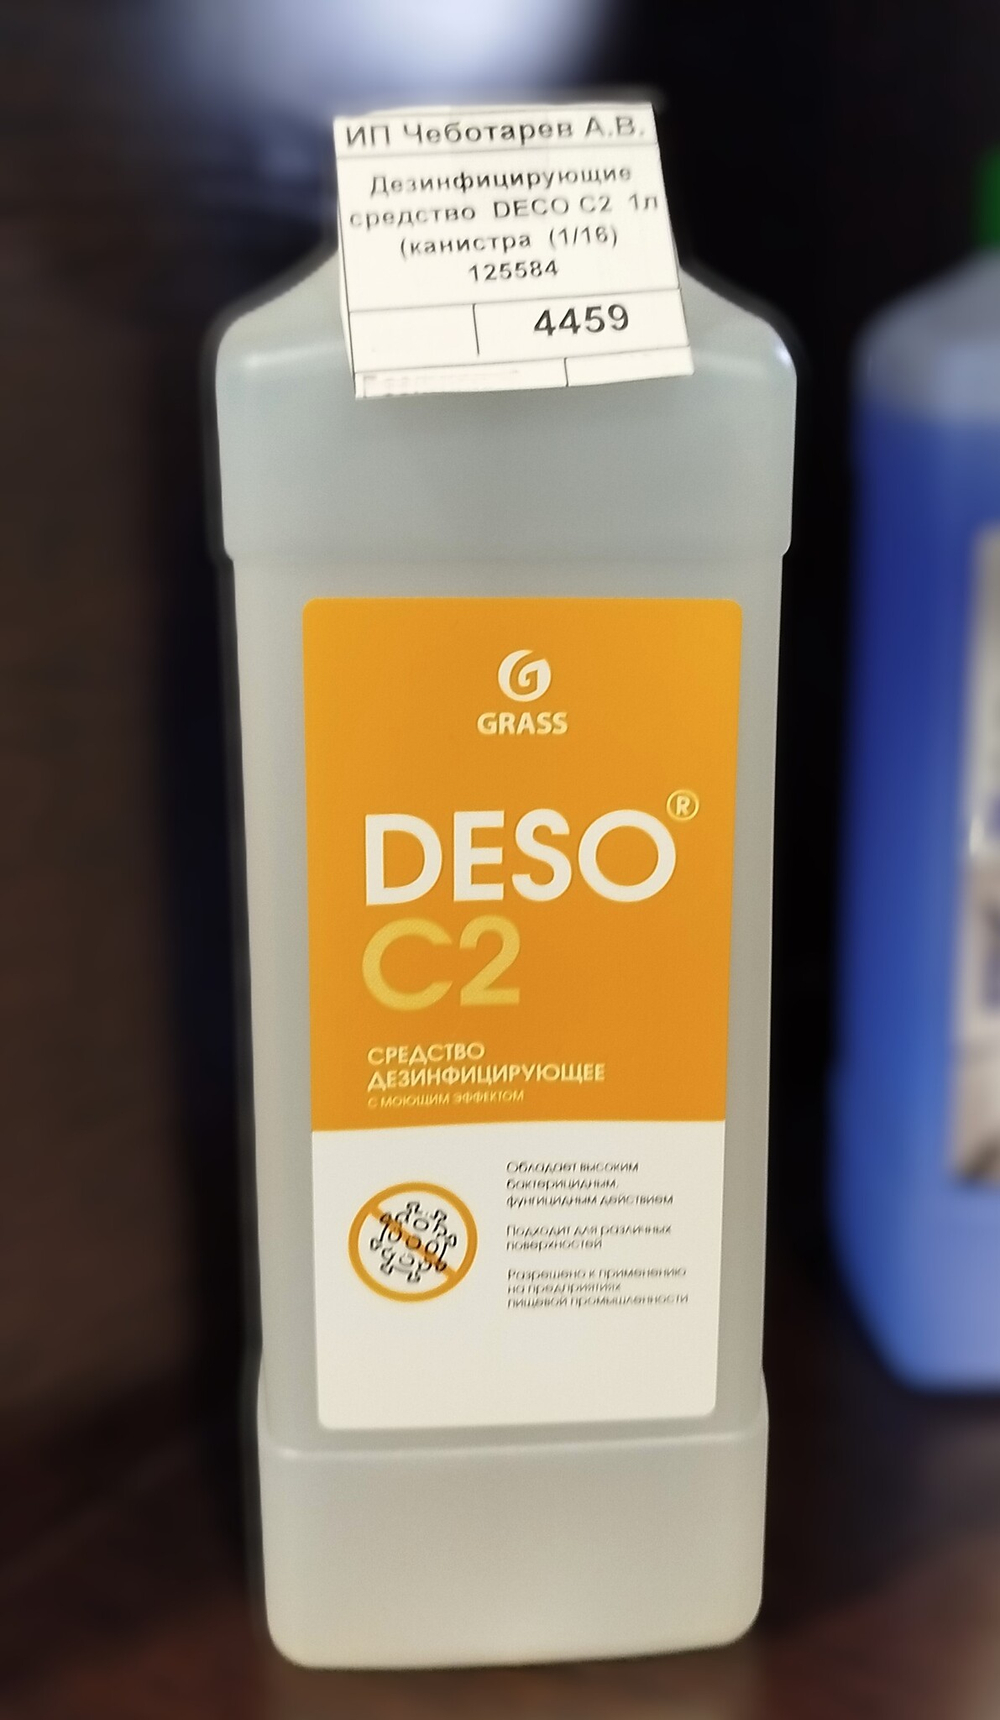 ИП Чеботарев А.В.
Дезинфицирующие
средство DECO C2 1л
(канистра (1/16)
125584
4459
GRASS
DESO®
C2
СРЕДСТВО
ДЕЗИНФИЦИРУЮЩЕЕ
С МОЮЩИМ ЭФФЕКТОМ
Обладает высоким
бактерицидным,
фунгицидным действием
Подходит для различных
поверхностей
Разрешено к применению
на предприятиях
пищевой промышленности